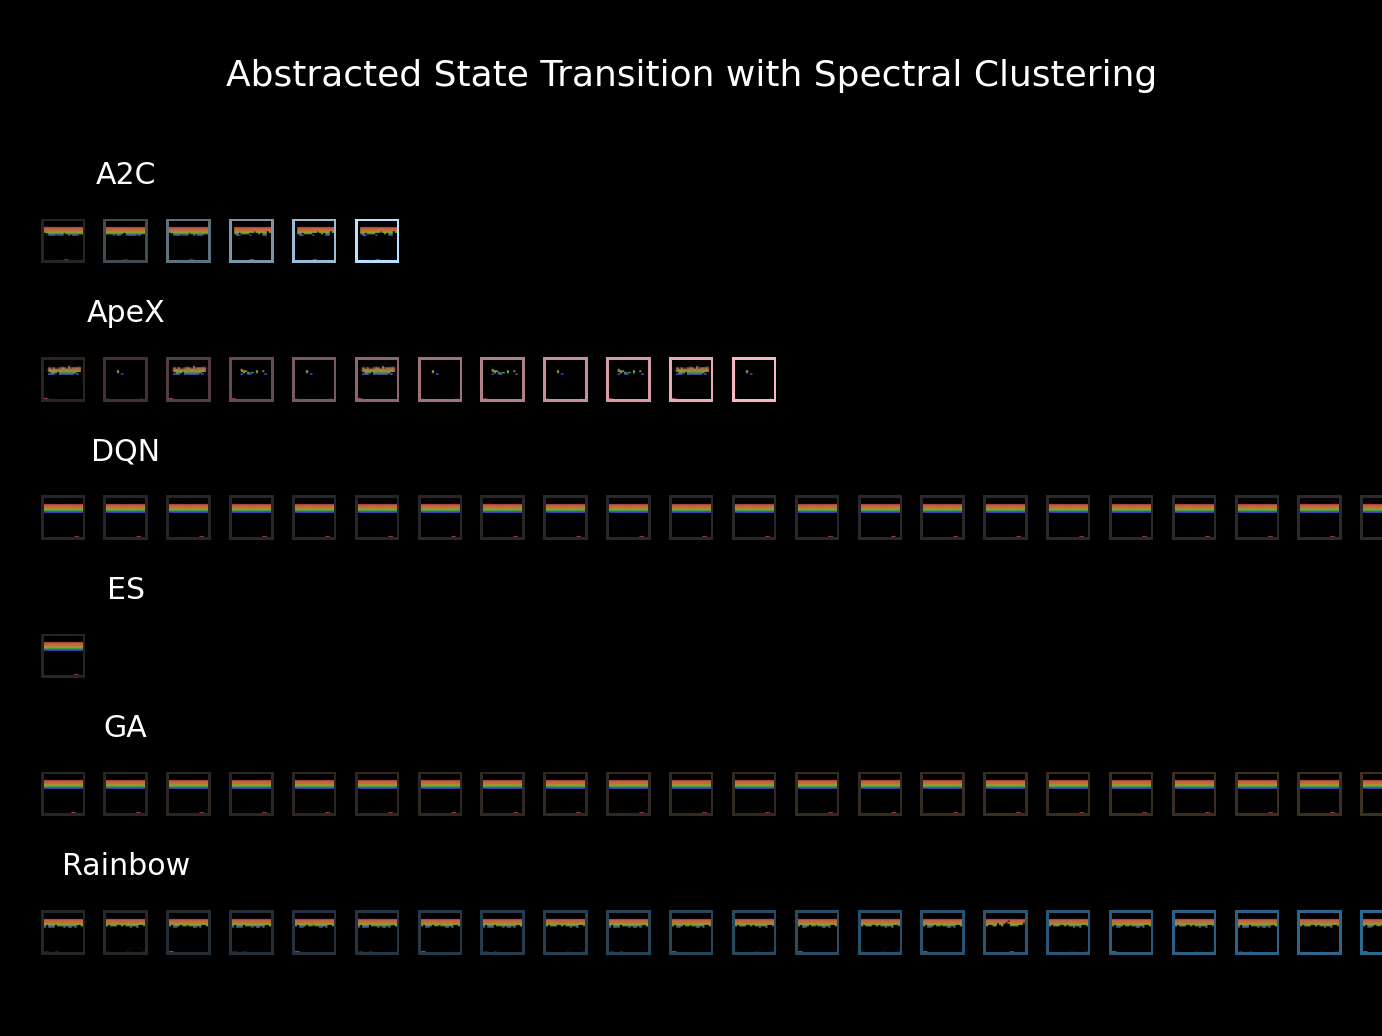 Abstracted State Transition with Spectral Clustering
A2C
ApeX
DQN
ES
GA
Rainbow